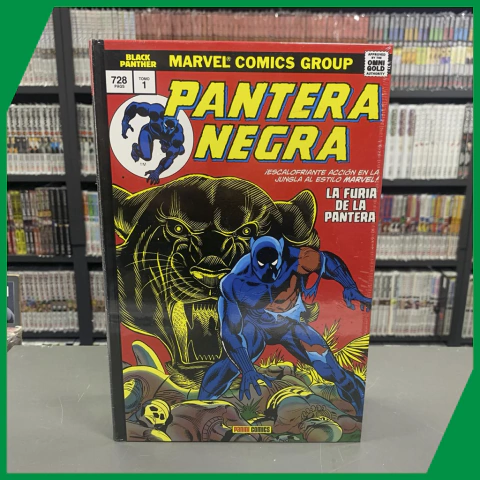 BLACK
PANTHER
MARVEL COMICS GROUP
APPROVED
BY THE
OMNI
GOLD
AUTHORITY
728
PAGS
TOMO
1
PANTERA
NEGRA
¡ESCALOFRIANTE ACCIÓN EN LA
JUNGLA AL ESTILO MARVEL!
LA FURIA
DE LA
PANTERA
PANINI COMICS